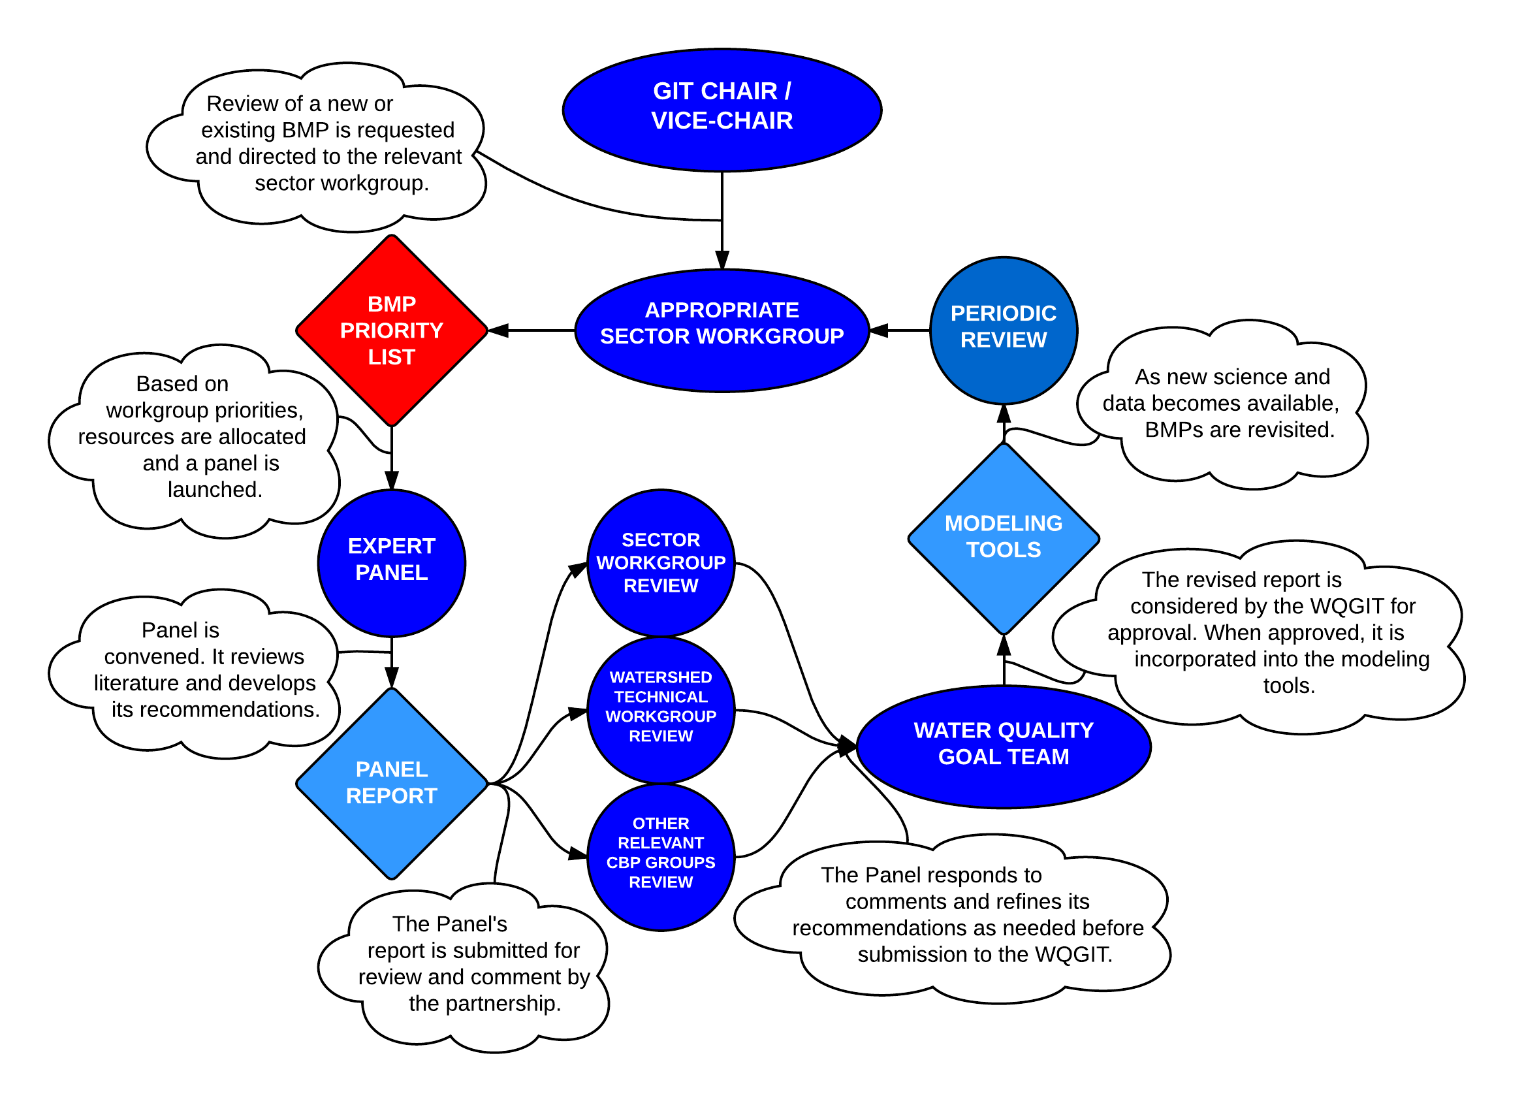 GIT CHAIR /
VICE-CHAIR
Review of a new or
existing BMP is requested
and directed to the relevant
sector workgroup.
BMP
PRIORITY
LIST
APPROPRIATE
SECTOR WORKGROUP
PERIODIC
REVIEW
As new science and
data becomes available,
BMPs are revisited.
Based on
workgroup priorities,
resources are allocated
and a panel is
launched.
EXPERT
PANEL
SECTOR
WORKGROUP
REVIEW
MODELING
TOOLS
The revised report is
considered by the WQGIT for
approval. When approved, it is
incorporated into the modeling
tools.
Panel is
convened. It reviews
literature and develops
its recommendations.
WATERSHED
TECHNICAL
WORKGROUP
REVIEW
WATER QUALITY
GOAL TEAM
PANEL
REPORT
OTHER
RELEVANT
CBP GROUPS
REVIEW
The Panel responds to
comments and refines its
recommendations as needed before
submission to the WQGIT.
The Panel's
report is submitted for
review and comment by
the partnership.